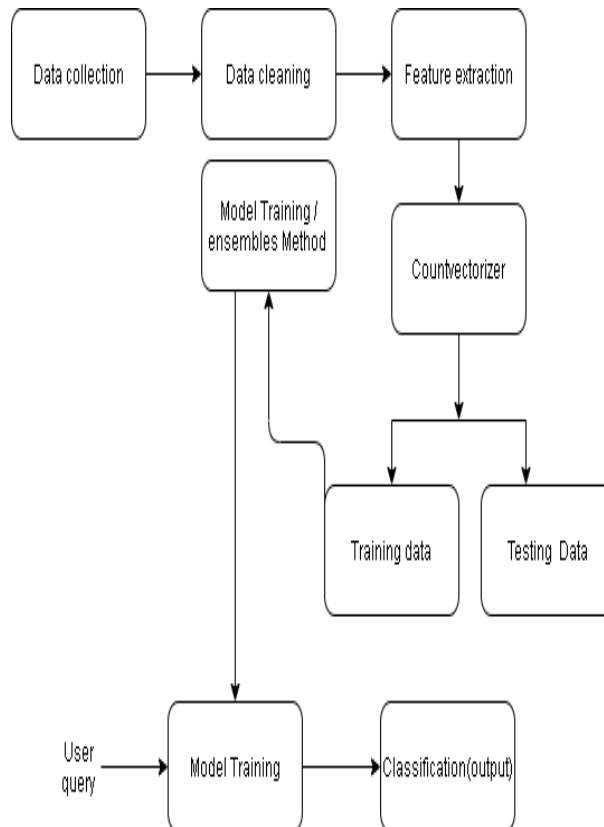 Data collection
Data cleaning
Feature extraction
Model Training /
ensembles Method
Countvectorizer
Training data
Testing Data
User
query
Model Training
Classification(output)